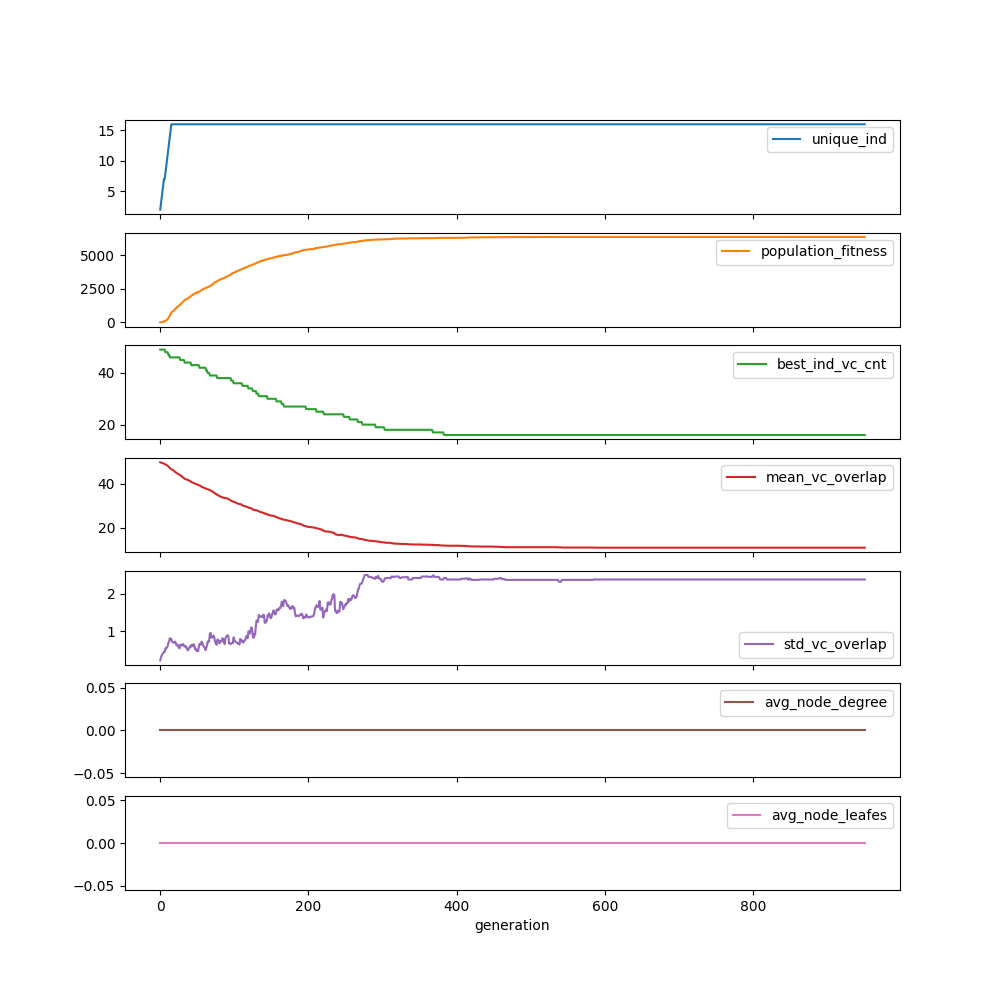 15
10
5
unique_ind
5000
2500
0
population_fitness
40
20
best_ind_vc_cnt
40
20
mean_vc_overlap
2
1
std_vc_overlap
0.05
0.00
−0.05
avg_node_degree
0.05
0.00
−0.05
avg_node_leafes
0 200 400 600 800
generation